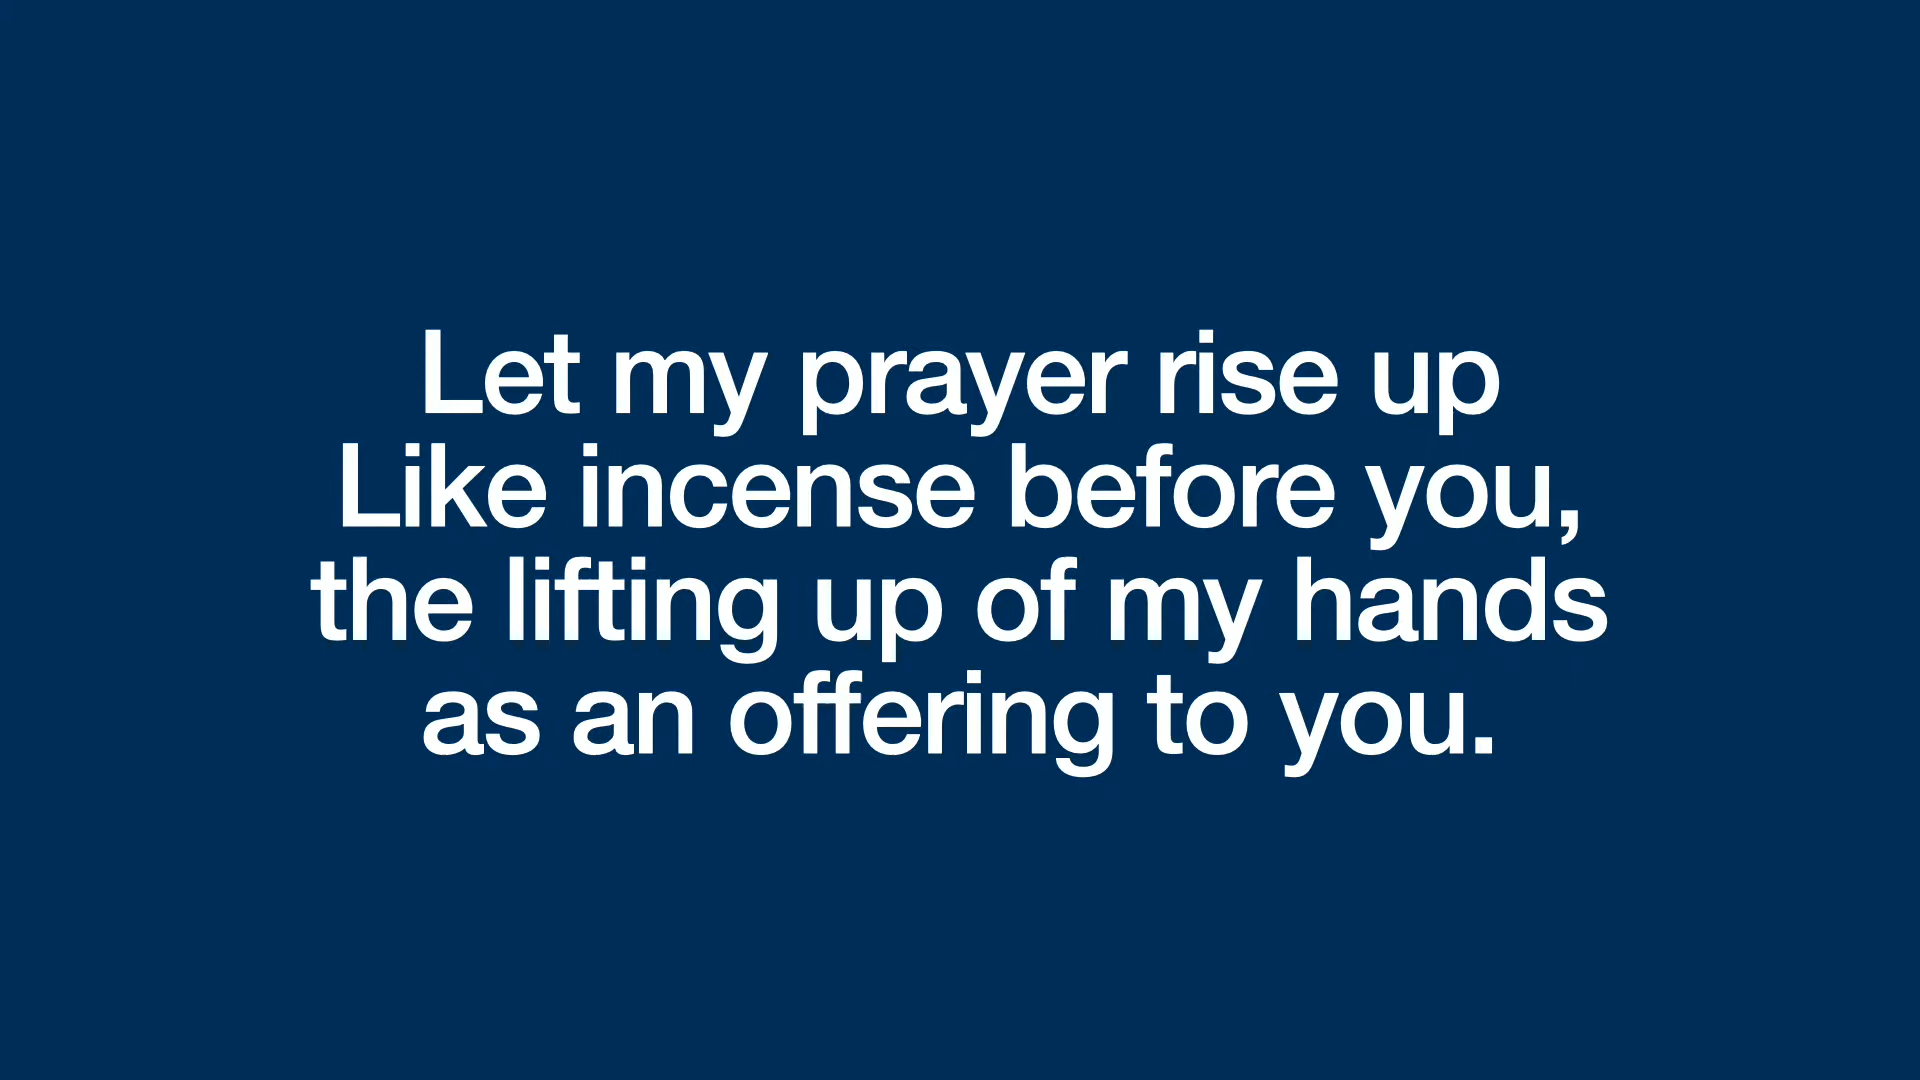 Let my prayer rise up
Like incense before you,
the lifting up of my hands
as an offering to you.